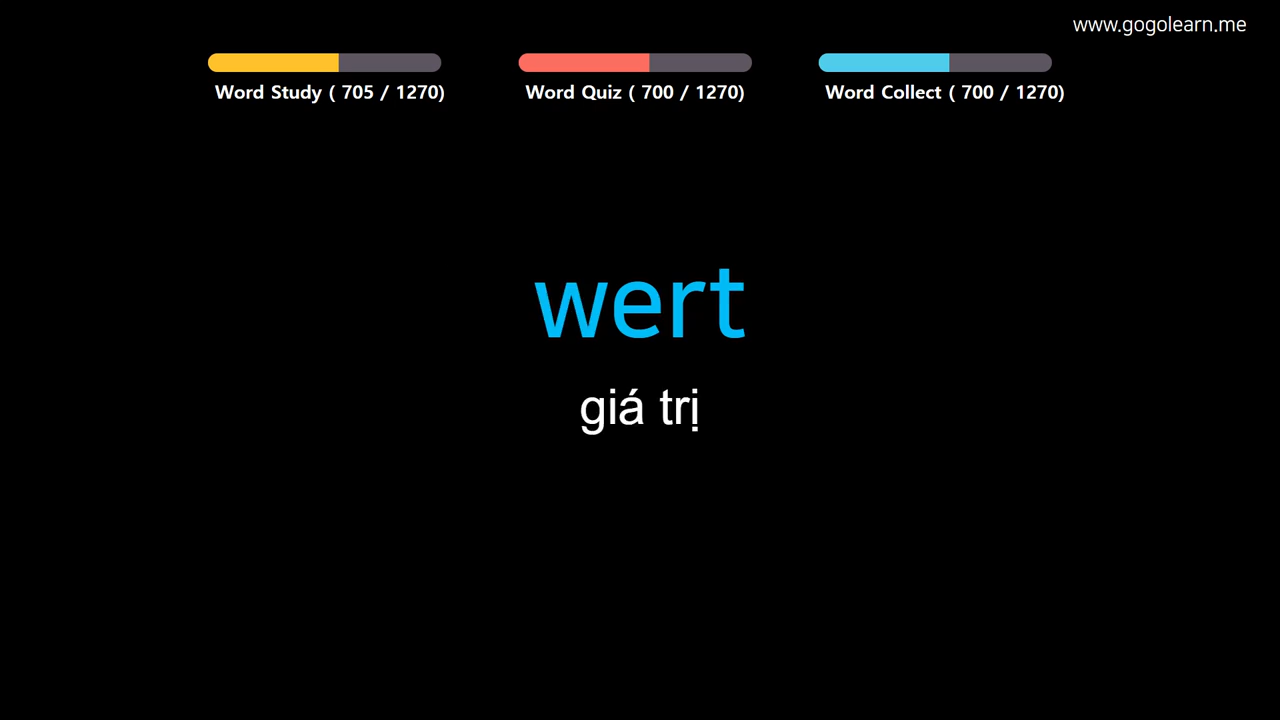 www.gogolearn.me
Word Study ( 705 / 1270)
Word Quiz ( 700 / 1270)
Word Collect ( 700 / 1270)
wert
giá trị